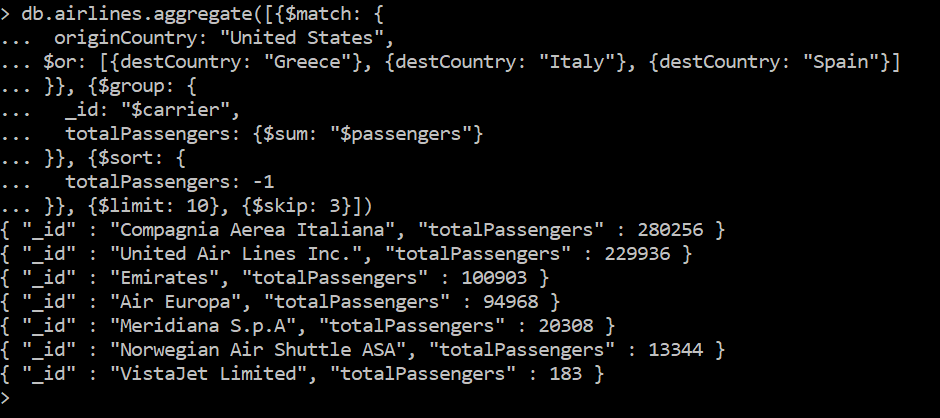 > db.airlines.aggregate([{$match: {
...  originCountry: "United States",
... $or: [{destCountry: "Greece"}, {destCountry: "Italy"}, {destCountry: "Spain"}]
... }}, {$group: {
...   _id: "$carrier",
...   totalPassengers: {$sum: "$passengers"}
... }}, {$sort: {
...   totalPassengers: -1
... }}, {$limit: 10}, {$skip: 3}])
{ "_id" : "Compagnia Aerea Italiana", "totalPassengers" : 280256 }
{ "_id" : "United Air Lines Inc.", "totalPassengers" : 229936 }
{ "_id" : "Emirates", "totalPassengers" : 100903 }
{ "_id" : "Air Europa", "totalPassengers" : 94968 }
{ "_id" : "Meridiana S.p.A", "totalPassengers" : 20308 }
{ "_id" : "Norwegian Air Shuttle ASA", "totalPassengers" : 13344 }
{ "_id" : "VistaJet Limited", "totalPassengers" : 183 }
>